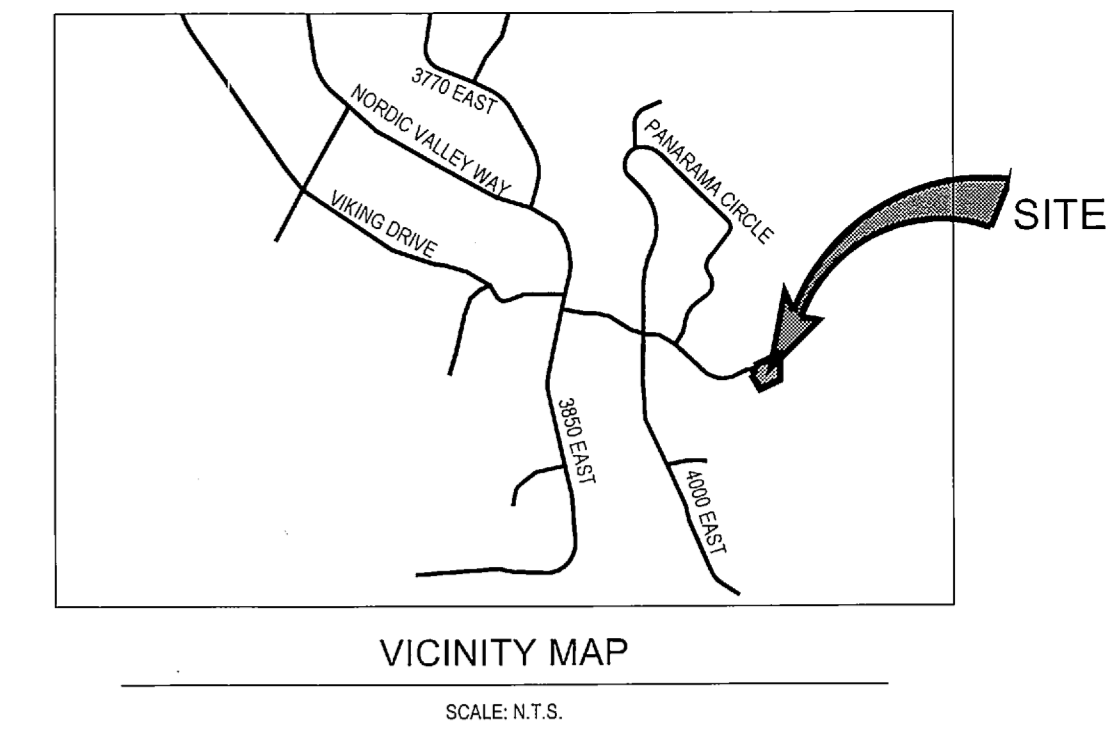 3770 EAST
NORDIC VALLEY WAY
PANARAMA CIRCLE
VIKING DRIVE
SITE
3850 EAST
4000 EAST
VICINITY MAP
SCALE: N.T.S.